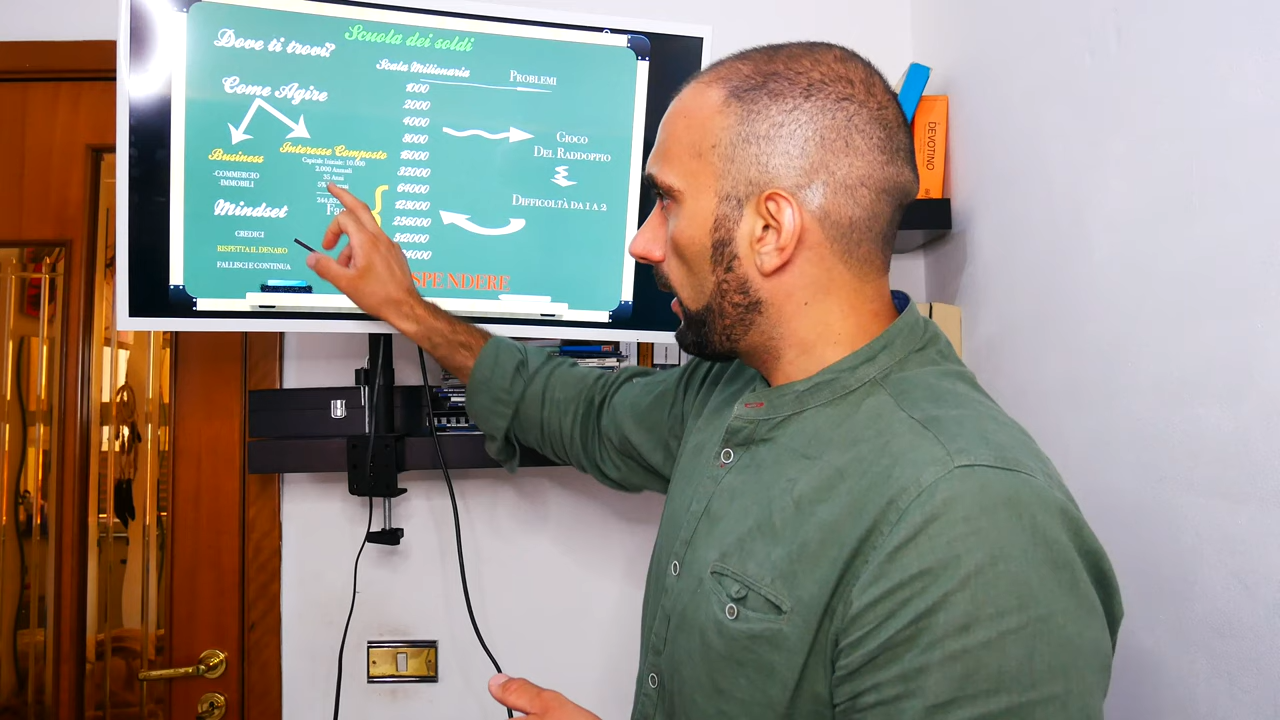 Scuola dei soldi
Dove ti trovi?
Come Agire
Business
-COMMERCIO
-IMMOBILI
Interesse Composto
Capitale Iniziale: 10.000
2.000 Annuali
35 Anni
Mindset
CREDICI
RISPETTA IL DENARO
FALLISCI E CONTINUA
Scala Milionaria
1000
2000
4000
8000
16000
32000
64000
128000
256000
512000
PROBLEMI
GIOCO
DEL RADDOPPIO
DIFFICOLTÀ DA 1 A 2
SPENDERE
DEVOTINO